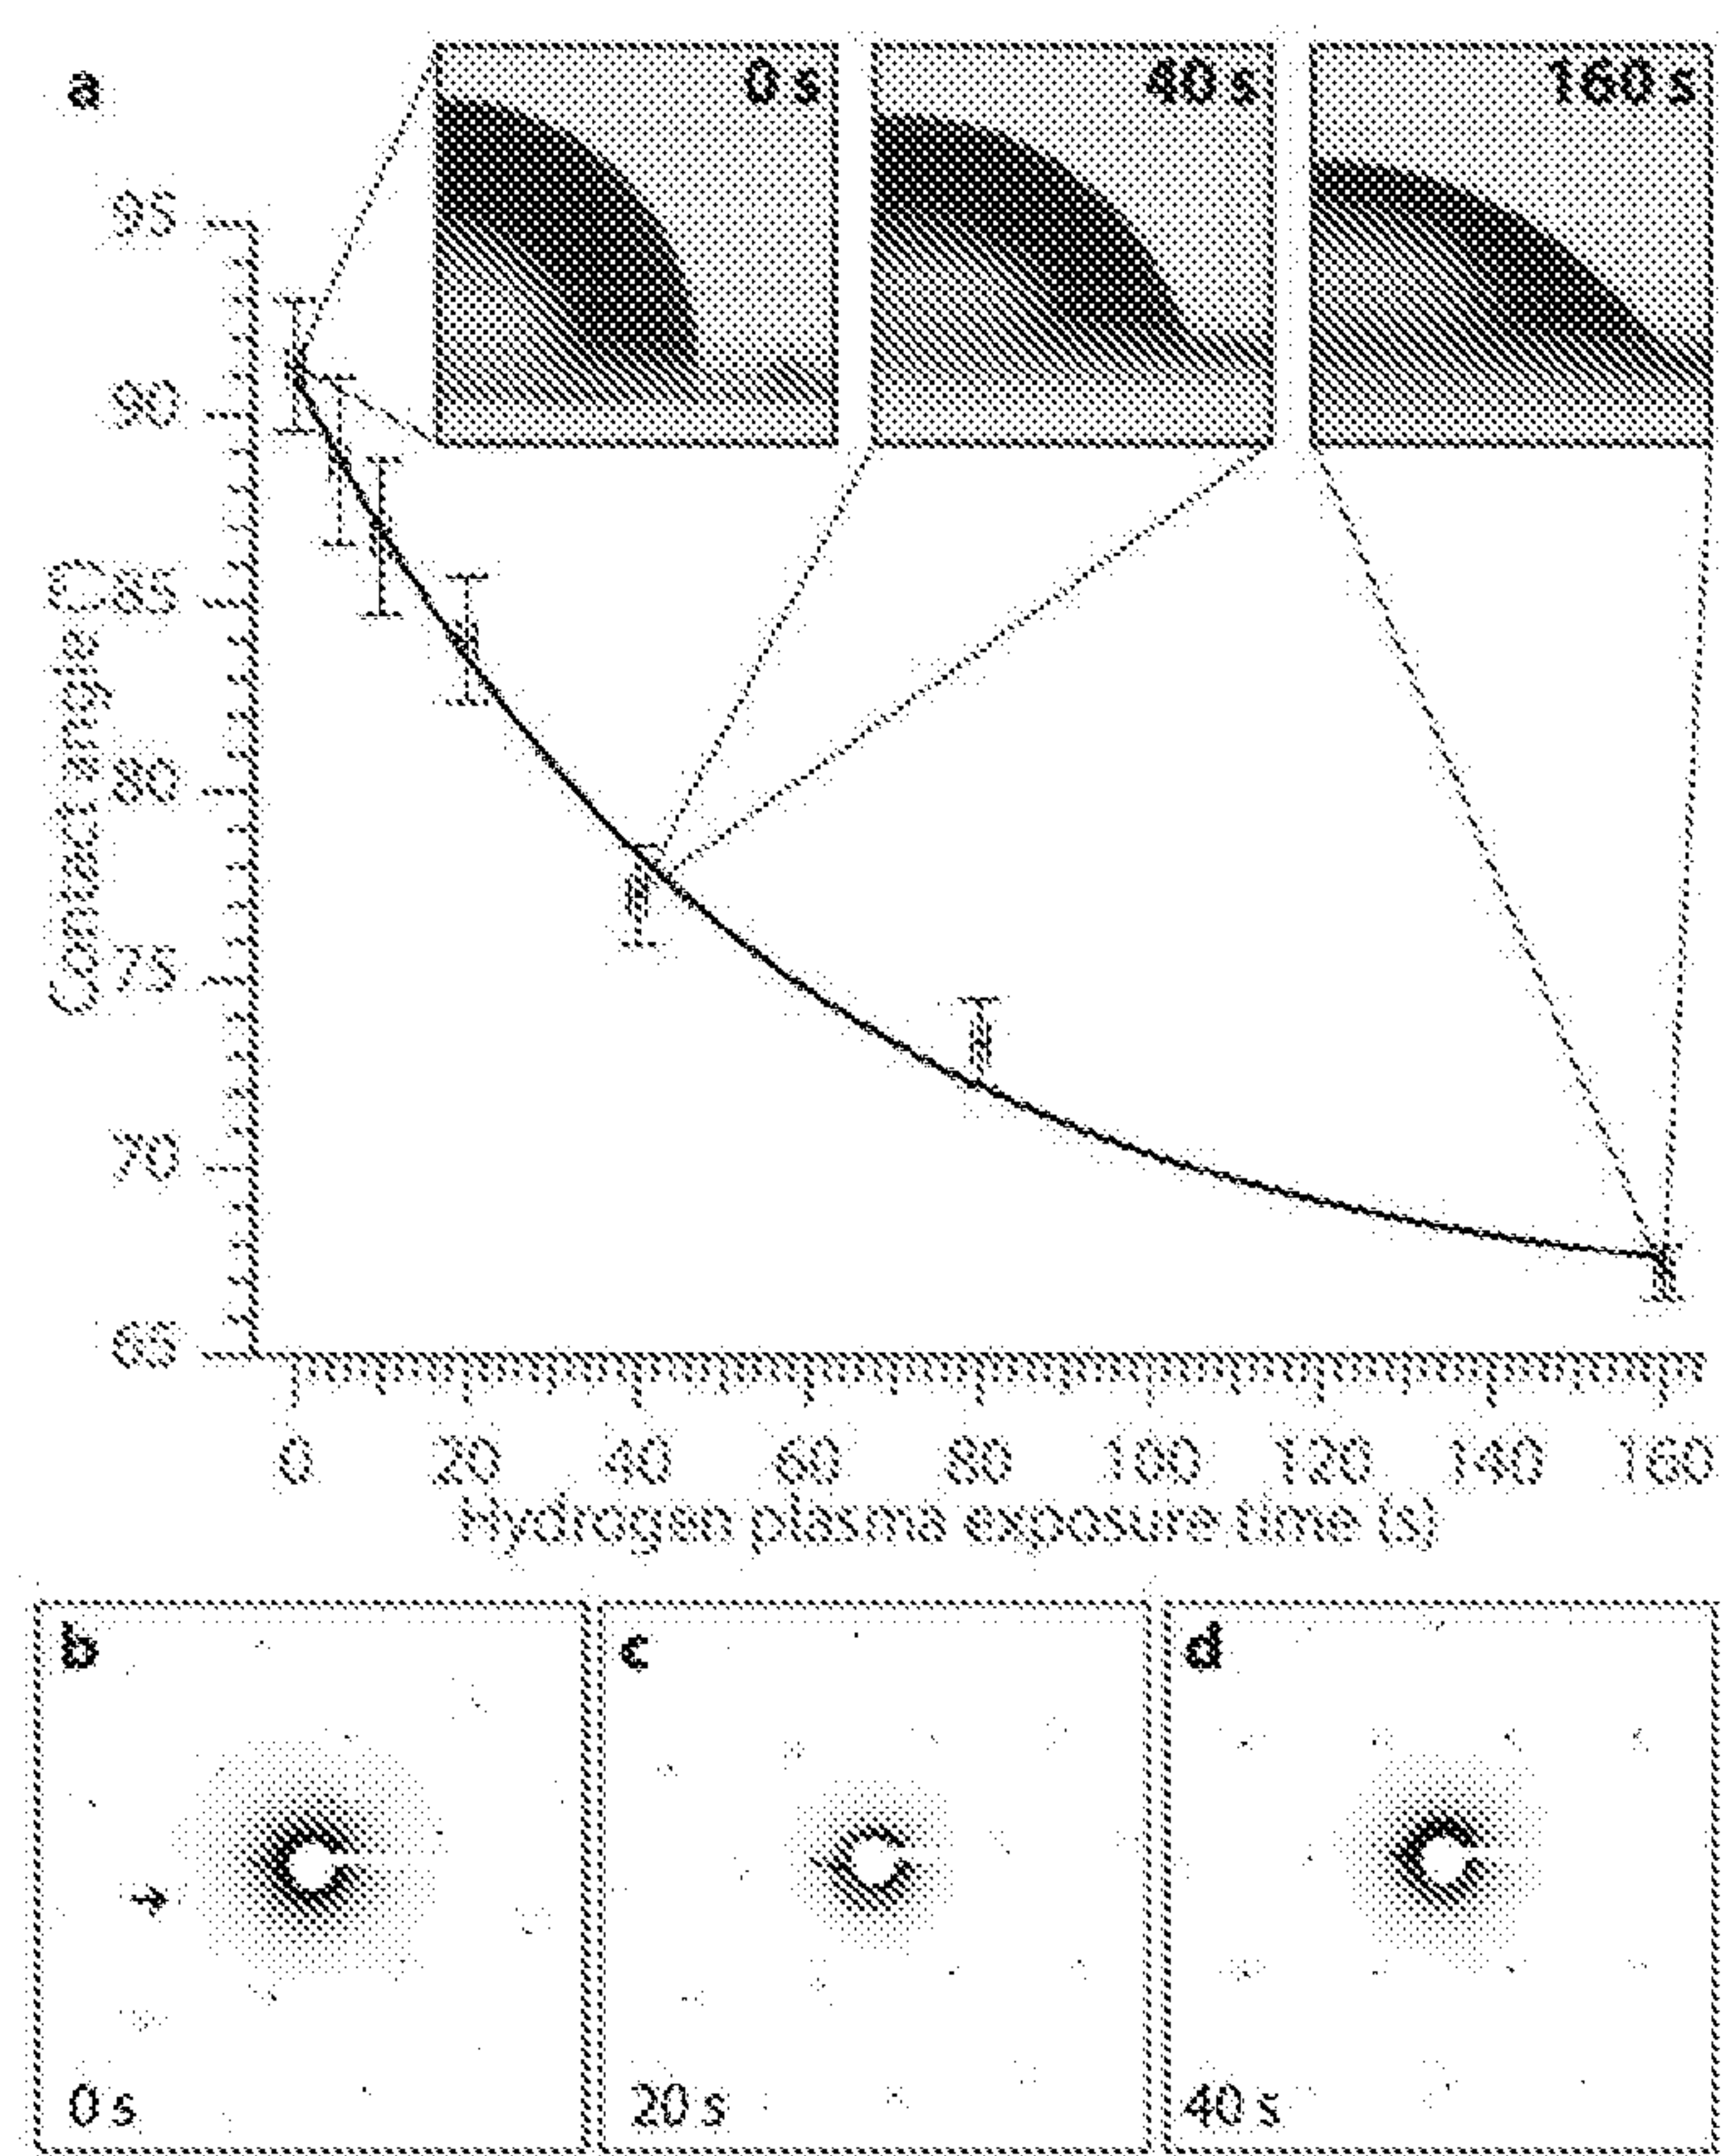 a
0 s
40 s
160 s
95
90
85
80
75
70
65
Contact angle (°)
0 20 40 60 80 100 120 140 160
Hydrogen plasma exposure time (s)
b
c
d
0 s
20 s
40 s